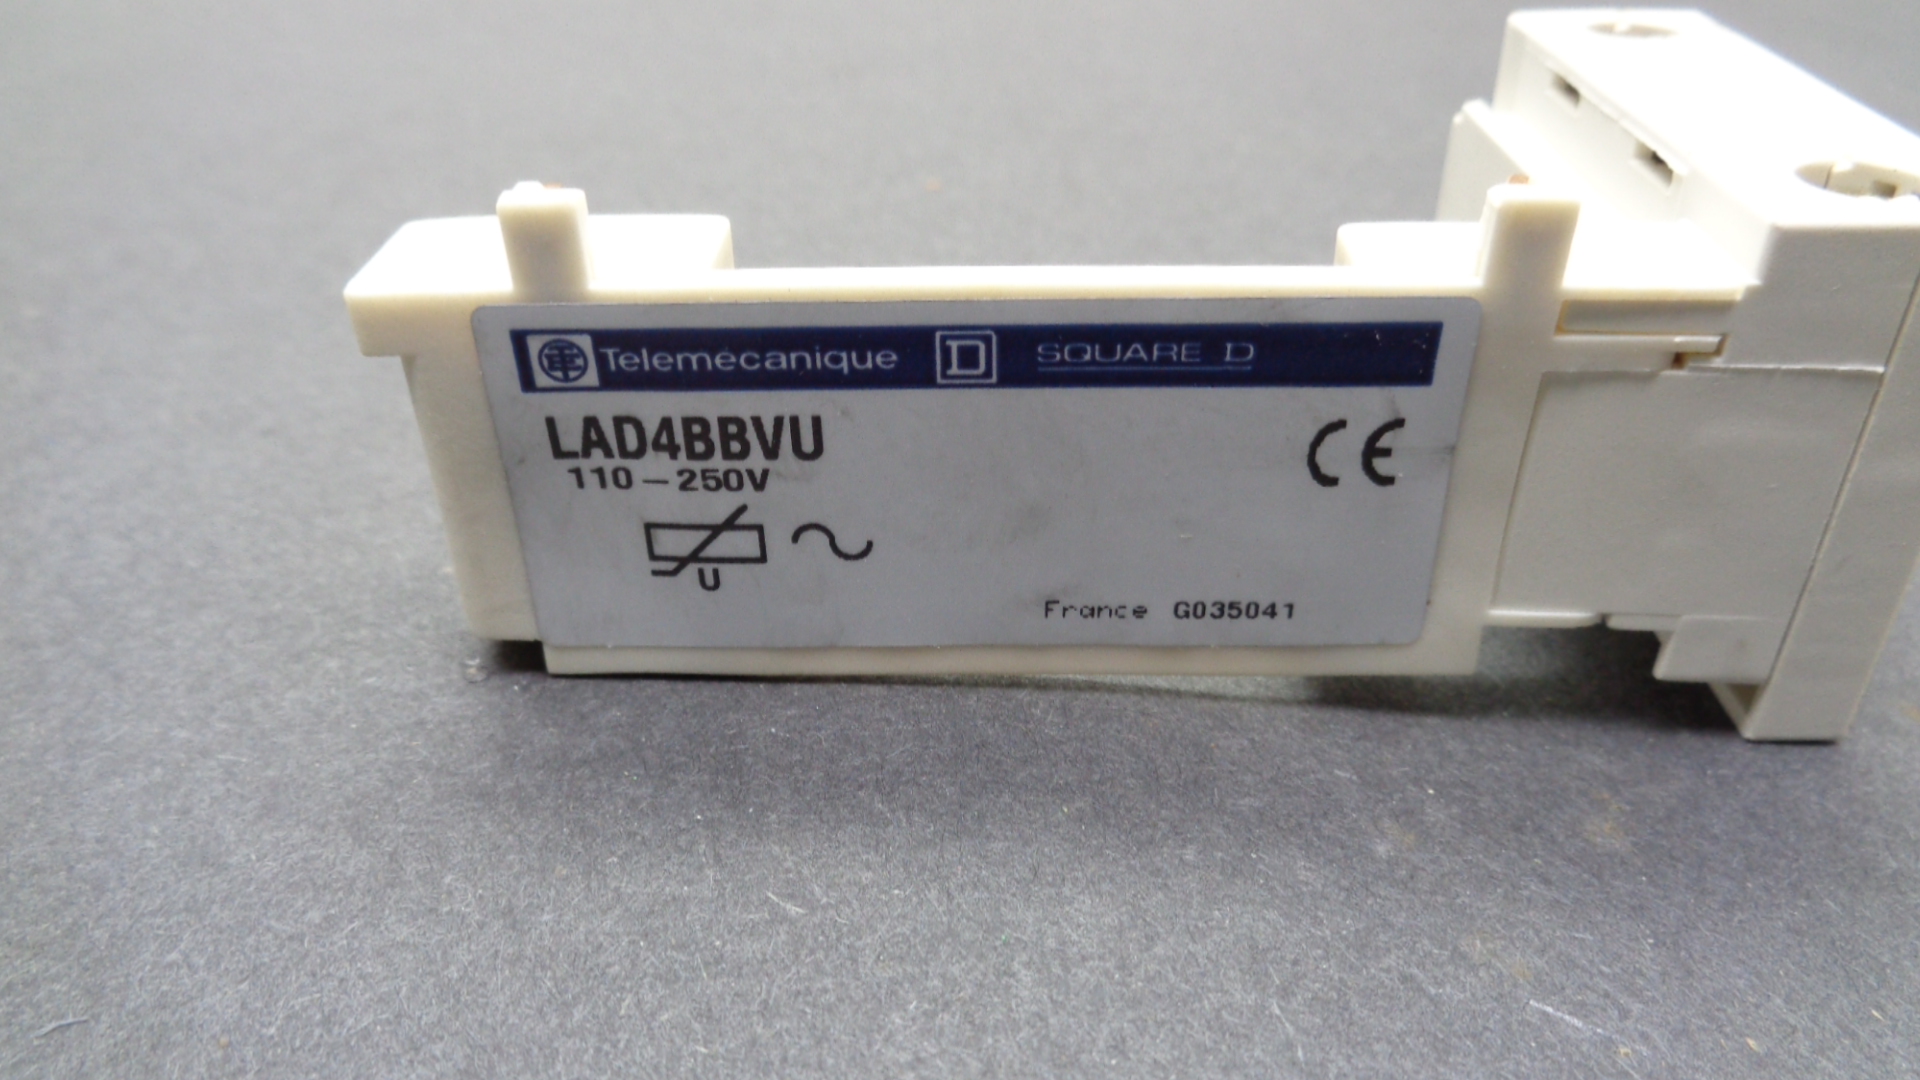 Telemecanique D SQUARE D
LAD4BBVU
110-250V
CE
U
France G035041